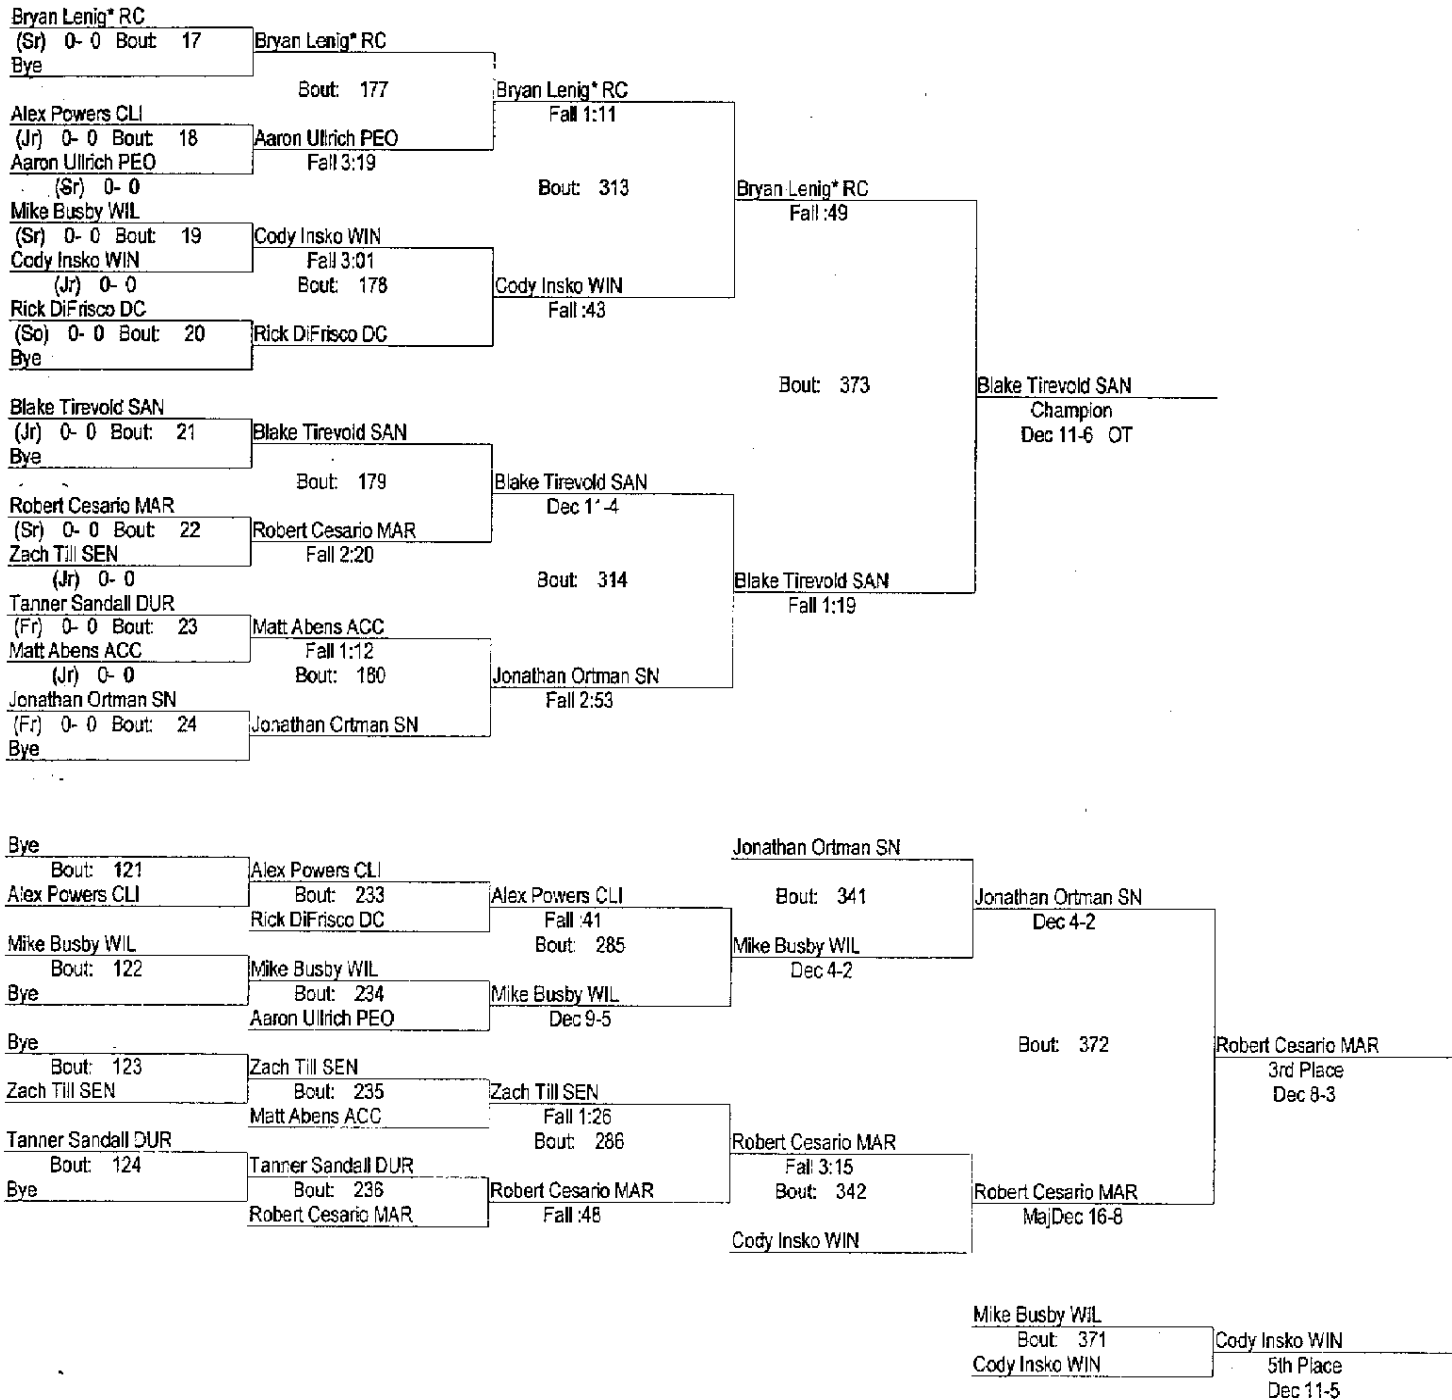 Bryan Lenig* RC
(Sr) 0- 0 Bout: 17
Bye
Bryan Lenig* RC
Bout: 177
Alex Powers CLI
(Jr) 0- 0 Bout: 18
Aaron Ullrich PEO
(Sr) 0- 0
Aaron Ullrich PEO
Fall 3:19
Bryan Lenig* RC
Fall 1:11
Bout: 313
Mike Busby WIL
(Sr) 0- 0 Bout: 19
Cody Insko WIN
(Jr) 0- 0
Cody Insko WIN
Fall 3:01
Bout: 178
Rick DiFrisco DC
(So) 0- 0 Bout: 20
Bye
Rick DiFrisco DC
Cody Insko WIN
Fall :43
Bryan Lenig* RC
Fall :49
Bout: 373
Blake Tirevold SAN
Champion
Dec 11-6 OT
Blake Tirevold SAN
(Jr) 0- 0 Bout: 21
Bye
Blake Tirevold SAN
Bout: 179
Robert Cesario MAR
(Sr) 0- 0 Bout: 22
Zach Till SEN
(Jr) 0- 0
Robert Cesario MAR
Fall 2:20
Blake Tirevold SAN
Dec 11-4
Bout: 314
Tanner Sandall DUR
(Fr) 0- 0 Bout: 23
Matt Abens ACC
(Jr) 0- 0
Matt Abens ACC
Fall 1:12
Bout: 180
Jonathan Ortman SN
(Fr) 0- 0 Bout: 24
Bye
Jonathan Ortman SN
Jonathan Ortman SN
Fall 2:53
Blake Tirevold SAN
Fall 1:19
Bye
Bout: 121
Alex Powers CLI
Alex Powers CLI
Bout: 233
Rick DiFrisco DC
Alex Powers CLI
Fall :41
Bout: 285
Mike Busby WIL
Bout: 122
Bye
Mike Busby WIL
Bout: 234
Aaron Ullrich PEO
Mike Busby WIL
Dec 9-5
Jonathan Ortman SN
Bout: 341
Mike Busby WIL
Dec 4-2
Jonathan Ortman SN
Dec 4-2
Bout: 372
Robert Cesario MAR
3rd Place
Dec 8-3
Bye
Bout: 123
Zach Till SEN
Zach Till SEN
Bout: 235
Matt Abens ACC
Zach Till SEN
Fall 1:26
Bout: 286
Tanner Sandall DUR
Bout: 124
Bye
Tanner Sandall DUR
Bout: 236
Robert Cesario MAR
Robert Cesario MAR
Fall :48
Robert Cesario MAR
Fall 3:15
Bout: 342
Cody Insko WIN
Robert Cesario MAR
MajDec 16-8
Mike Busby WIL
Bout: 371
Cody Insko WIN
Cody Insko WIN
5th Place
Dec 11-5